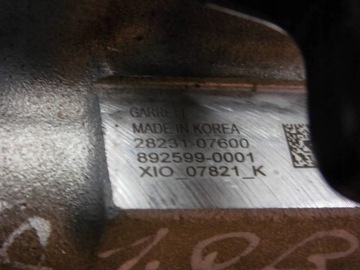 GARRETT
MADE IN KOREA
28231-07600
892599-0001
XIO_07821_K